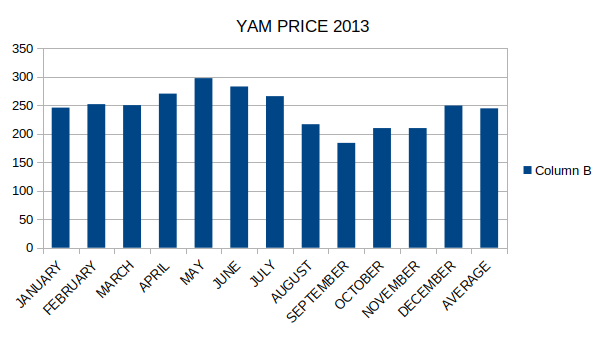 YAM PRICE 2013
350
300
250
200
150
100
50
0
Column B
JANUARY
FEBRUARY
MARCH
APRIL
MAY
JUNE
JULY
AUGUST
SEPTEMBER
OCTOBER
NOVEMBER
DECEMBER
AVERAGE